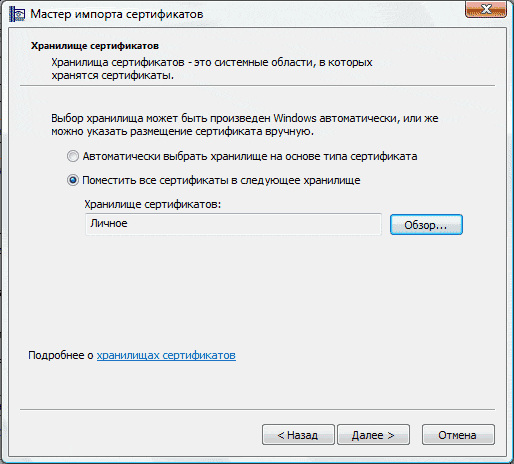 Мастер импорта сертификатов
Хранилище сертификатов
Хранилища сертификатов - это системные области, в которых
хранятся сертификаты.
Выбор хранилища может быть произведен Windows автоматически, или же
можно указать размещение сертификата вручную.
Автоматически выбрать хранилище на основе типа сертификата
Поместить все сертификаты в следующее хранилище
Хранилище сертификатов:
Личное
Обзор...
Подробнее о хранилищах сертификатов
< Назад
Далее >
Отмена